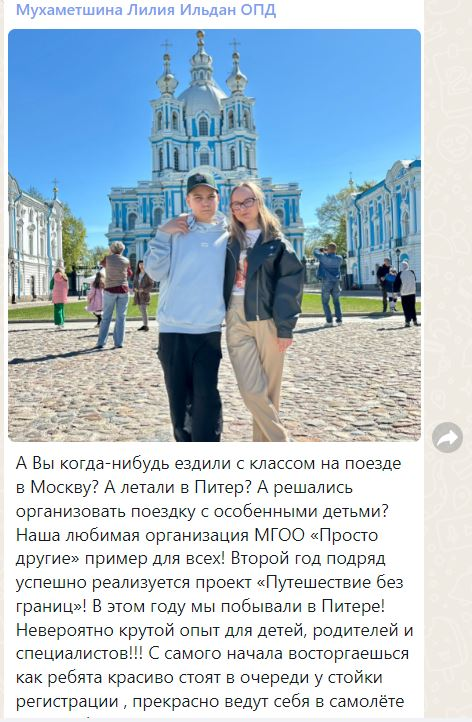 Мухаметшина Лилия Ильдан ОПД
А Вы когда-нибудь ездили с классом на поезде
в Москву? А летали в Питер? А решались
организовать поездку с особенными детьми?
Наша любимая организация МГОО «Просто
другие» пример для всех! Второй год подряд
успешно реализуется проект «Путешествие без
границ»! В этом году мы побывали в Питере!
Невероятно крутой опыт для детей, родителей и
специалистов!!! С самого начала восторгаешься
как ребята красиво стоят в очереди у стойки
регистрации , прекрасно ведут себя в самолёте